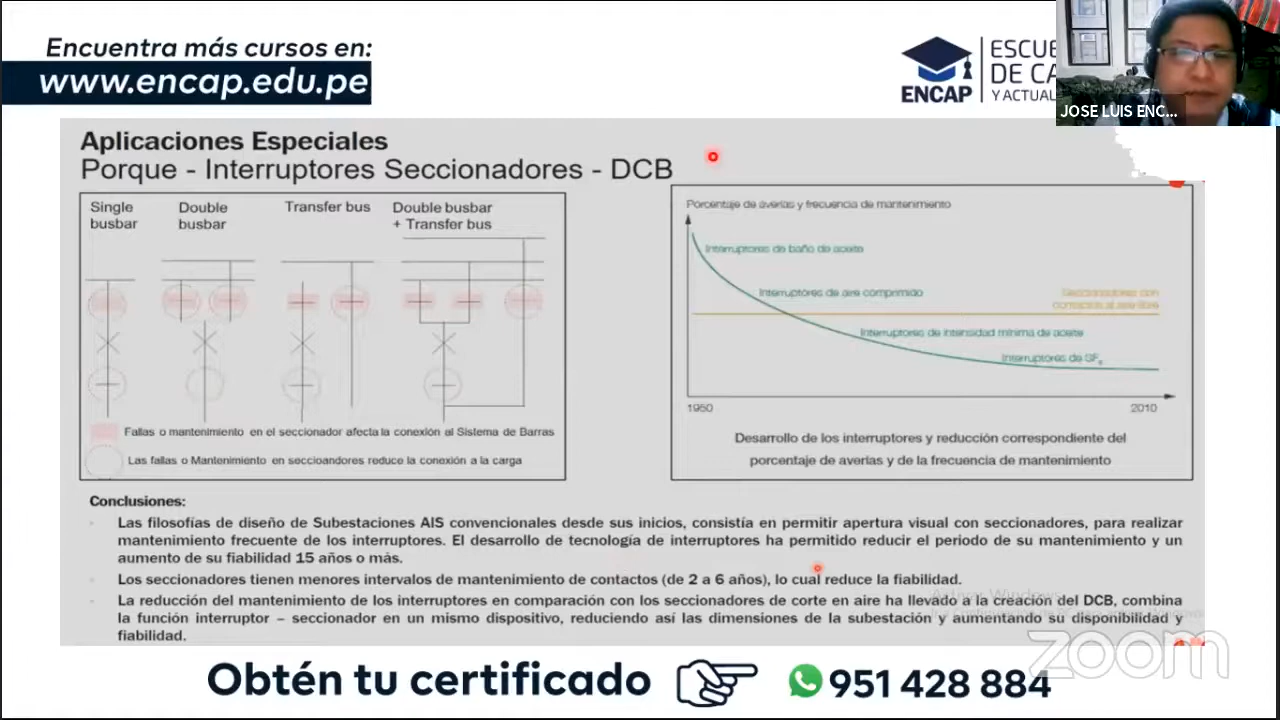 Encuentra más cursos en:
www.encap.edu.pe
ENCAP
ESCUE
DE CA
Y ACTUAL
JOSE LUIS ENC...
Aplicaciones Especiales
Porque - Interruptores Seccionadores - DCB
Single busbar
Double busbar
Transfer bus
Double busbar + Transfer bus
Fallas o mantenimiento en el seccionador afecta la conexión al Sistema de Barras
Las fallas o Mantenimiento en seccioandores reduce la conexión a la carga
Porcentaje de averías y frecuencia de mantenimiento
Interruptores de baño de aceite
Interruptores de aire comprimido
Seccionadores con
contactos al aire libre
Interruptores de intensidad mínima de aceite
Interruptores de SF6
1950
2010
Desarrollo de los interruptores y reducción correspondiente del
porcentaje de averías y de la frecuencia de mantenimiento
Conclusiones:
Las filosofías de diseño de Subestaciones AIS convencionales desde sus inicios, consistía en permitir apertura visual con seccionadores, para realizar
mantenimiento frecuente de los interruptores. El desarrollo de tecnología de interruptores ha permitido reducir el periodo de su mantenimiento y un
aumento de su fiabilidad 15 años o más.
Los seccionadores tienen menores intervalos de mantenimiento de contactos (de 2 a 6 años), lo cual reduce la fiabilidad.
La reducción del mantenimiento de los interruptores en comparación con los seccionadores de corte en aire ha llevado a la creación del DCB, combina
la función interruptor – seccionador en un mismo dispositivo, reduciendo así las dimensiones de la subestación y aumentando su disponibilidad y
fiabilidad.
Activar Windows
zoom
Obtén tu certificado
951 428 884